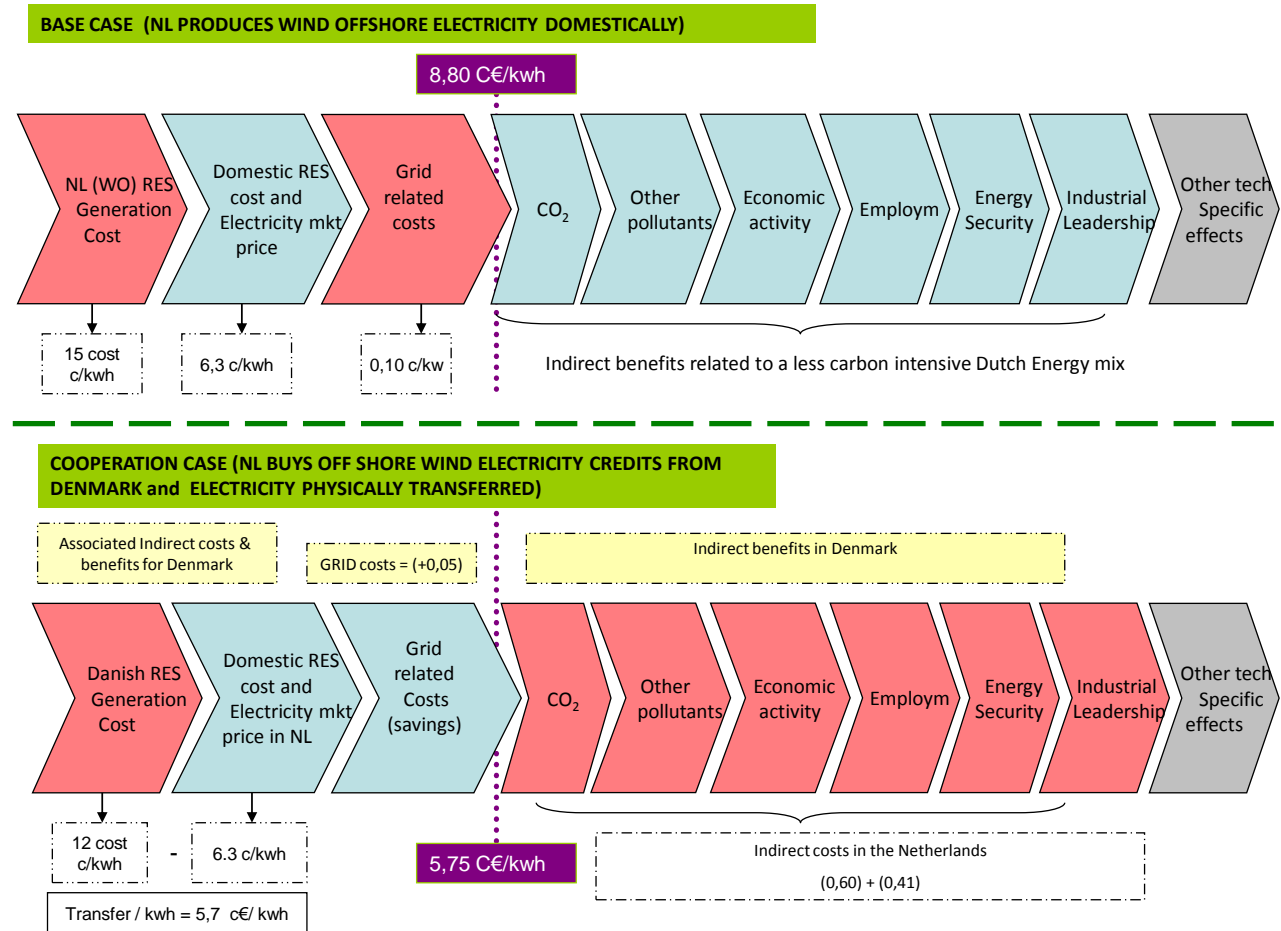 BASE CASE (NL PRODUCES WIND OFFSHORE ELECTRICITY DOMESTICALLY)
8,80 C€/kwh
NL (WO) RES
Generation
Cost
Domestic RES
cost and
Electricity mkt
price
Grid
related
costs
CO2
Other
pollutants
Economic
activity
Employm
Energy
Security
Industrial
Leadership
Other tech
Specific
effects
15 cost
c/kwh
6,3 c/kwh
0,10 c/kw
Indirect benefits related to a less carbon intensive Dutch Energy mix
COOPERATION CASE (NL BUYS OFF SHORE WIND ELECTRICITY CREDITS FROM
DENMARK and ELECTRICITY PHYSICALLY TRANSFERRED)
Associated Indirect costs &
benefits for Denmark
GRID costs = (+0,05)
Indirect benefits in Denmark
Danish RES
Generation
Cost
Domestic RES
cost and
Electricity mkt
price in NL
Grid
related
Costs
(savings)
CO2
Other
pollutants
Economic
activity
Employm
Energy
Security
Industrial
Leadership
Other tech
Specific
effects
12 cost
c/kwh
-
6.3 c/kwh
5,75 C€/kwh
Indirect costs in the Netherlands
(0,60) + (0,41)
Transfer / kwh = 5,7 c€/ kwh